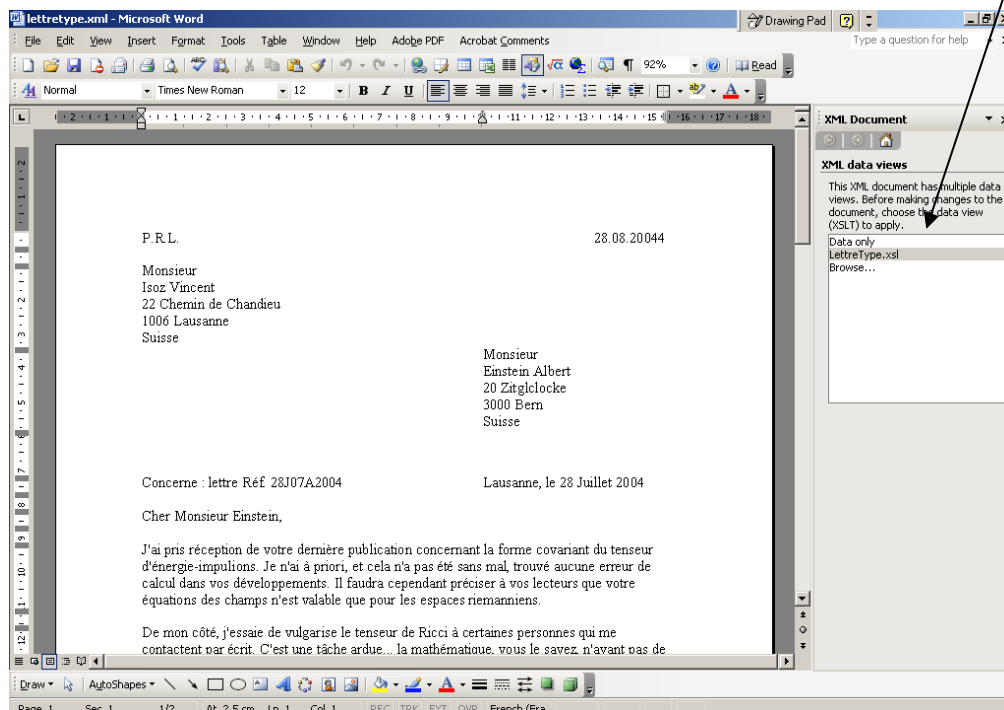 lettretype.xml - Microsoft Word
Drawing Pad
File Edit View Insert Format Tools Table Window Help Adobe PDF Acrobat Comments
Type a question for help
92%
Read
Normal
Times New Roman
12
B I U
XML Document
XML data views
This XML document has multiple data
views. Before making changes to the
document, choose the data view
(XSLT) to apply.
Data only
LettreType.xsl
Browse...
P.R.L. 28.08.20044
Monsieur
Isoz Vincent
22 Chemin de Chandieu
1006 Lausanne
Suisse
Monsieur
Einstein Albert
20 Zitglclocke
3000 Bern
Suisse
Concerne : lettre Réf. 28J07A2004 Lausanne, le 28 Juillet 2004
Cher Monsieur Einstein,
J'ai pris réception de votre dernière publication concernant la forme covariant du tenseur
d'énergie-impulions. Je n'ai à priori, et cela n'a pas été sans mal, trouvé aucune erreur de
calcul dans vos développements. Il faudra cependant préciser à vos lecteurs que votre
équations des champs n'est valable que pour les espaces riemanniens.
De mon côté, j'essaie de vulgarise le tenseur de Ricci à certaines personnes qui me
contactent par écrit. C'est une tâche ardue... la mathématique, vous le savez, n'ayant pas de
Draw AutoShapes
Page 1 Sec 1 1/2 At 2.5 cm Ln 1 Col 1 REC TRK EXT OVR French (Fra